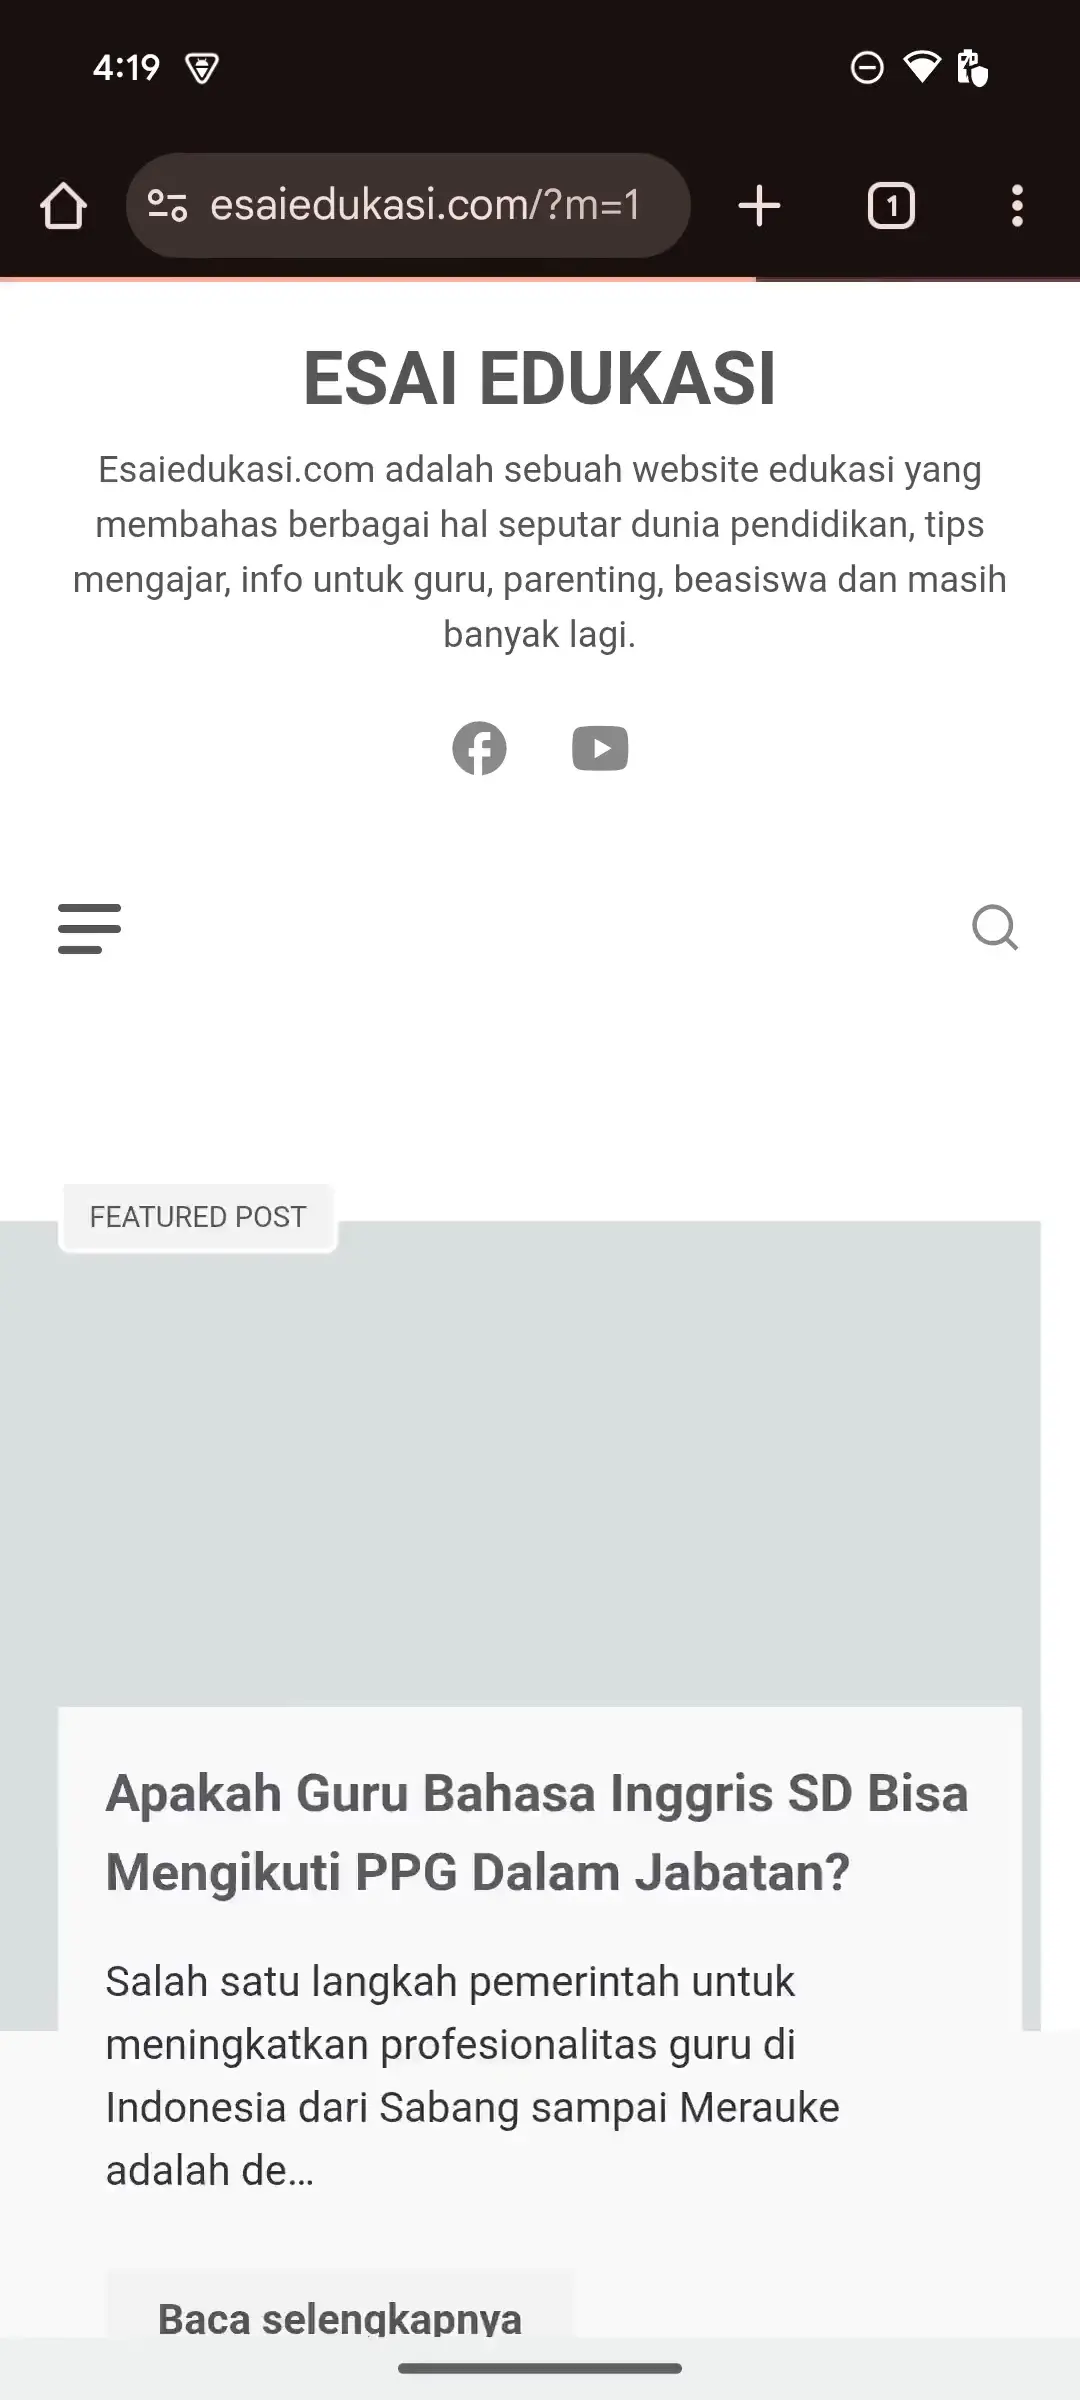 4:19
esaiedukasi.com/?m=1
1
ESAI EDUKASI
Esaiedukasi.com adalah sebuah website edukasi yang
membahas berbagai hal seputar dunia pendidikan, tips
mengajar, info untuk guru, parenting, beasiswa dan masih
banyak lagi.
FEATURED POST
Apakah Guru Bahasa Inggris SD Bisa
Mengikuti PPG Dalam Jabatan?
Salah satu langkah pemerintah untuk
meningkatkan profesionalitas guru di
Indonesia dari Sabang sampai Merauke
adalah de...
Baca selengkapnya